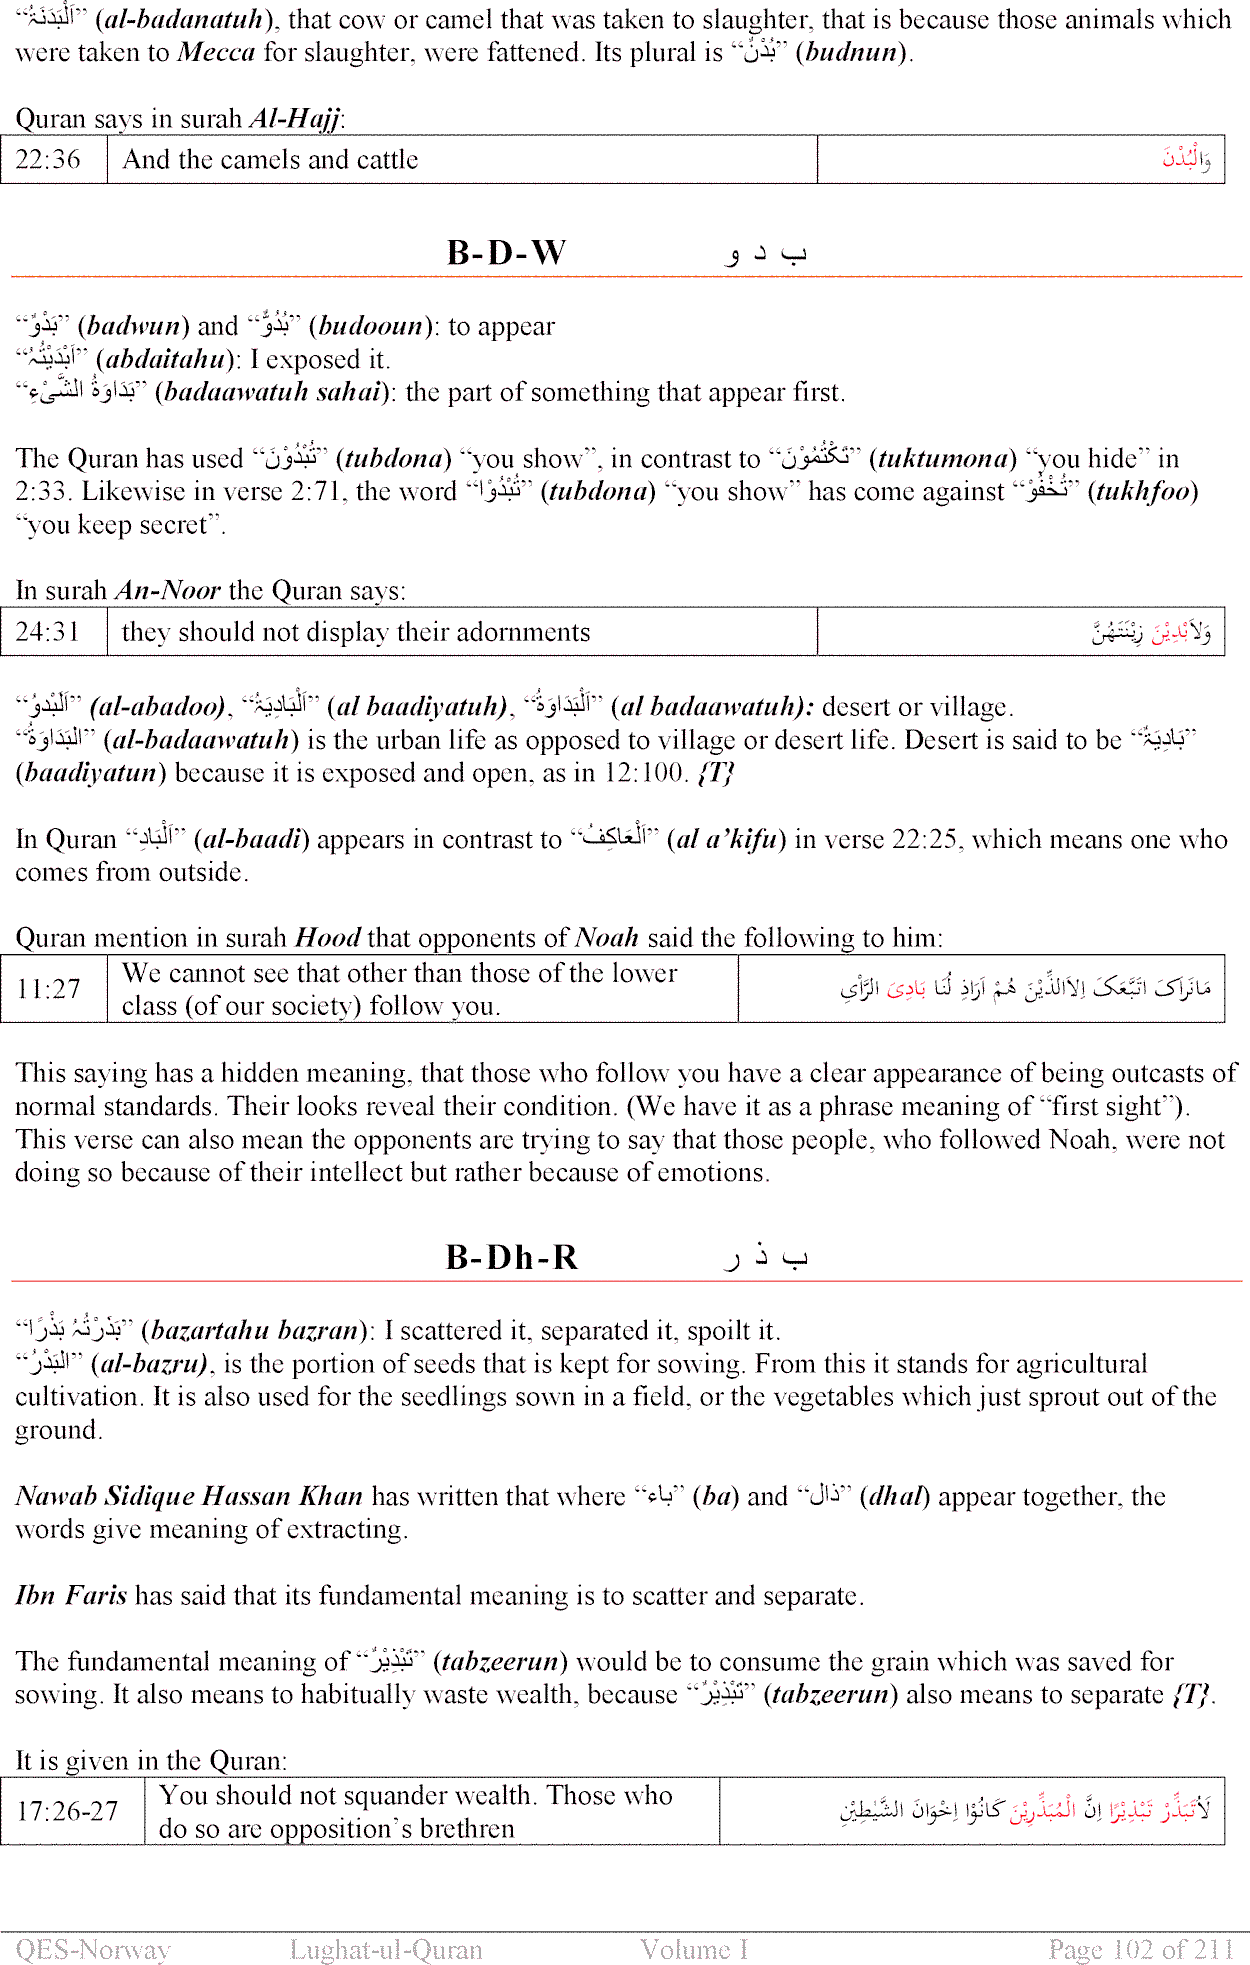 “اَلْبَدَنَۃُ” (al-badanatuh), that cow or camel that was taken to slaughter, that is because those animals which
were taken to Mecca for slaughter, were fattened. Its plural is “بُدْنٌ” (budnun).
Quran says in surah Al-Hajj:
22:36 And the camels and cattle وَالْبُدْنَ
B-D-W ب د و
“بَدْوٌ” (badwun) and “بُدُوٌّ” (budooun): to appear
“اَبْدَیْتُہُ” (abdaitahu): I exposed it.
“بَدَاوَۃُ الشَّیْءِ” (badaawatuh sahai): the part of something that appear first.
The Quran has used “تُبْدُوْنَ” (tubdona) “you show”, in contrast to “تَکْتُمُوْنَ” (tuktumona) “you hide” in
2:33. Likewise in verse 2:71, the word “تُبْدُوْا” (tubdona) “you show” has come against “تُخْفُوْ” (tukhfoo)
“you keep secret”.
In surah An-Noor the Quran says:
24:31 they should not display their adornments وَلاَبْدِیْنَ زِیْنَتَھُنَّ
“اَلْبَدوُ” (al-abadoo), “اَلْبَادِیَۃُ” (al baadiyatuh), “اَلْبَدَاوَۃُ” (al badaawatuh): desert or village.
“البَدَاوَۃُ” (al-badaawatuh) is the urban life as opposed to village or desert life. Desert is said to be “بَادِیَۃٌ”
(baadiyatun) because it is exposed and open, as in 12:100. {T}
In Quran “اَلْبَادِ” (al-baadi) appears in contrast to “اَلْعَاکِفُ” (al a’kifu) in verse 22:25, which means one who
comes from outside.
Quran mention in surah Hood that opponents of Noah said the following to him:
11:27 We cannot see that other than those of the lower مَانَرَاکَ اتَّبَعَکَ اِلاَالَّذِیْنَ ھُمْ اَرَاذِ لُنَا بَادِیَ الرَّأیِ
class (of our society) follow you.
This saying has a hidden meaning, that those who follow you have a clear appearance of being outcasts of
normal standards. Their looks reveal their condition. (We have it as a phrase meaning of “first sight”).
This verse can also mean the opponents are trying to say that those people, who followed Noah, were not
doing so because of their intellect but rather because of emotions.
B-Dh-R ب ذ ر
“بَذَرْتُہُ بَذْرًا” (bazartahu bazran): I scattered it, separated it, spoilt it.
“البَذْرُ” (al-bazru), is the portion of seeds that is kept for sowing. From this it stands for agricultural
cultivation. It is also used for the seedlings sown in a field, or the vegetables which just sprout out of the
ground.
Nawab Sidique Hassan Khan has written that where “باء” (ba) and “ذال” (dhal) appear together, the
words give meaning of extracting.
Ibn Faris has said that its fundamental meaning is to scatter and separate.
The fundamental meaning of “تَبْذِیْرٌ” (tabzeerun) would be to consume the grain which was saved for
sowing. It also means to habitually waste wealth, because “تَبْذِیْرٌ” (tabzeerun) also means to separate {T}.
It is given in the Quran:
17:26-27 You should not squander wealth. Those who لَاُتَبَذِّرْ تَبْذِیْرًا اِنَّ الْمُبَذِّرِیْنَ کَانُوْا اِخْوَانَ الشَّیٰطِیْنِ
do so are opposition’s brethren
QES-Norway Lughat-ul-Quran Volume I Page 102 of 211